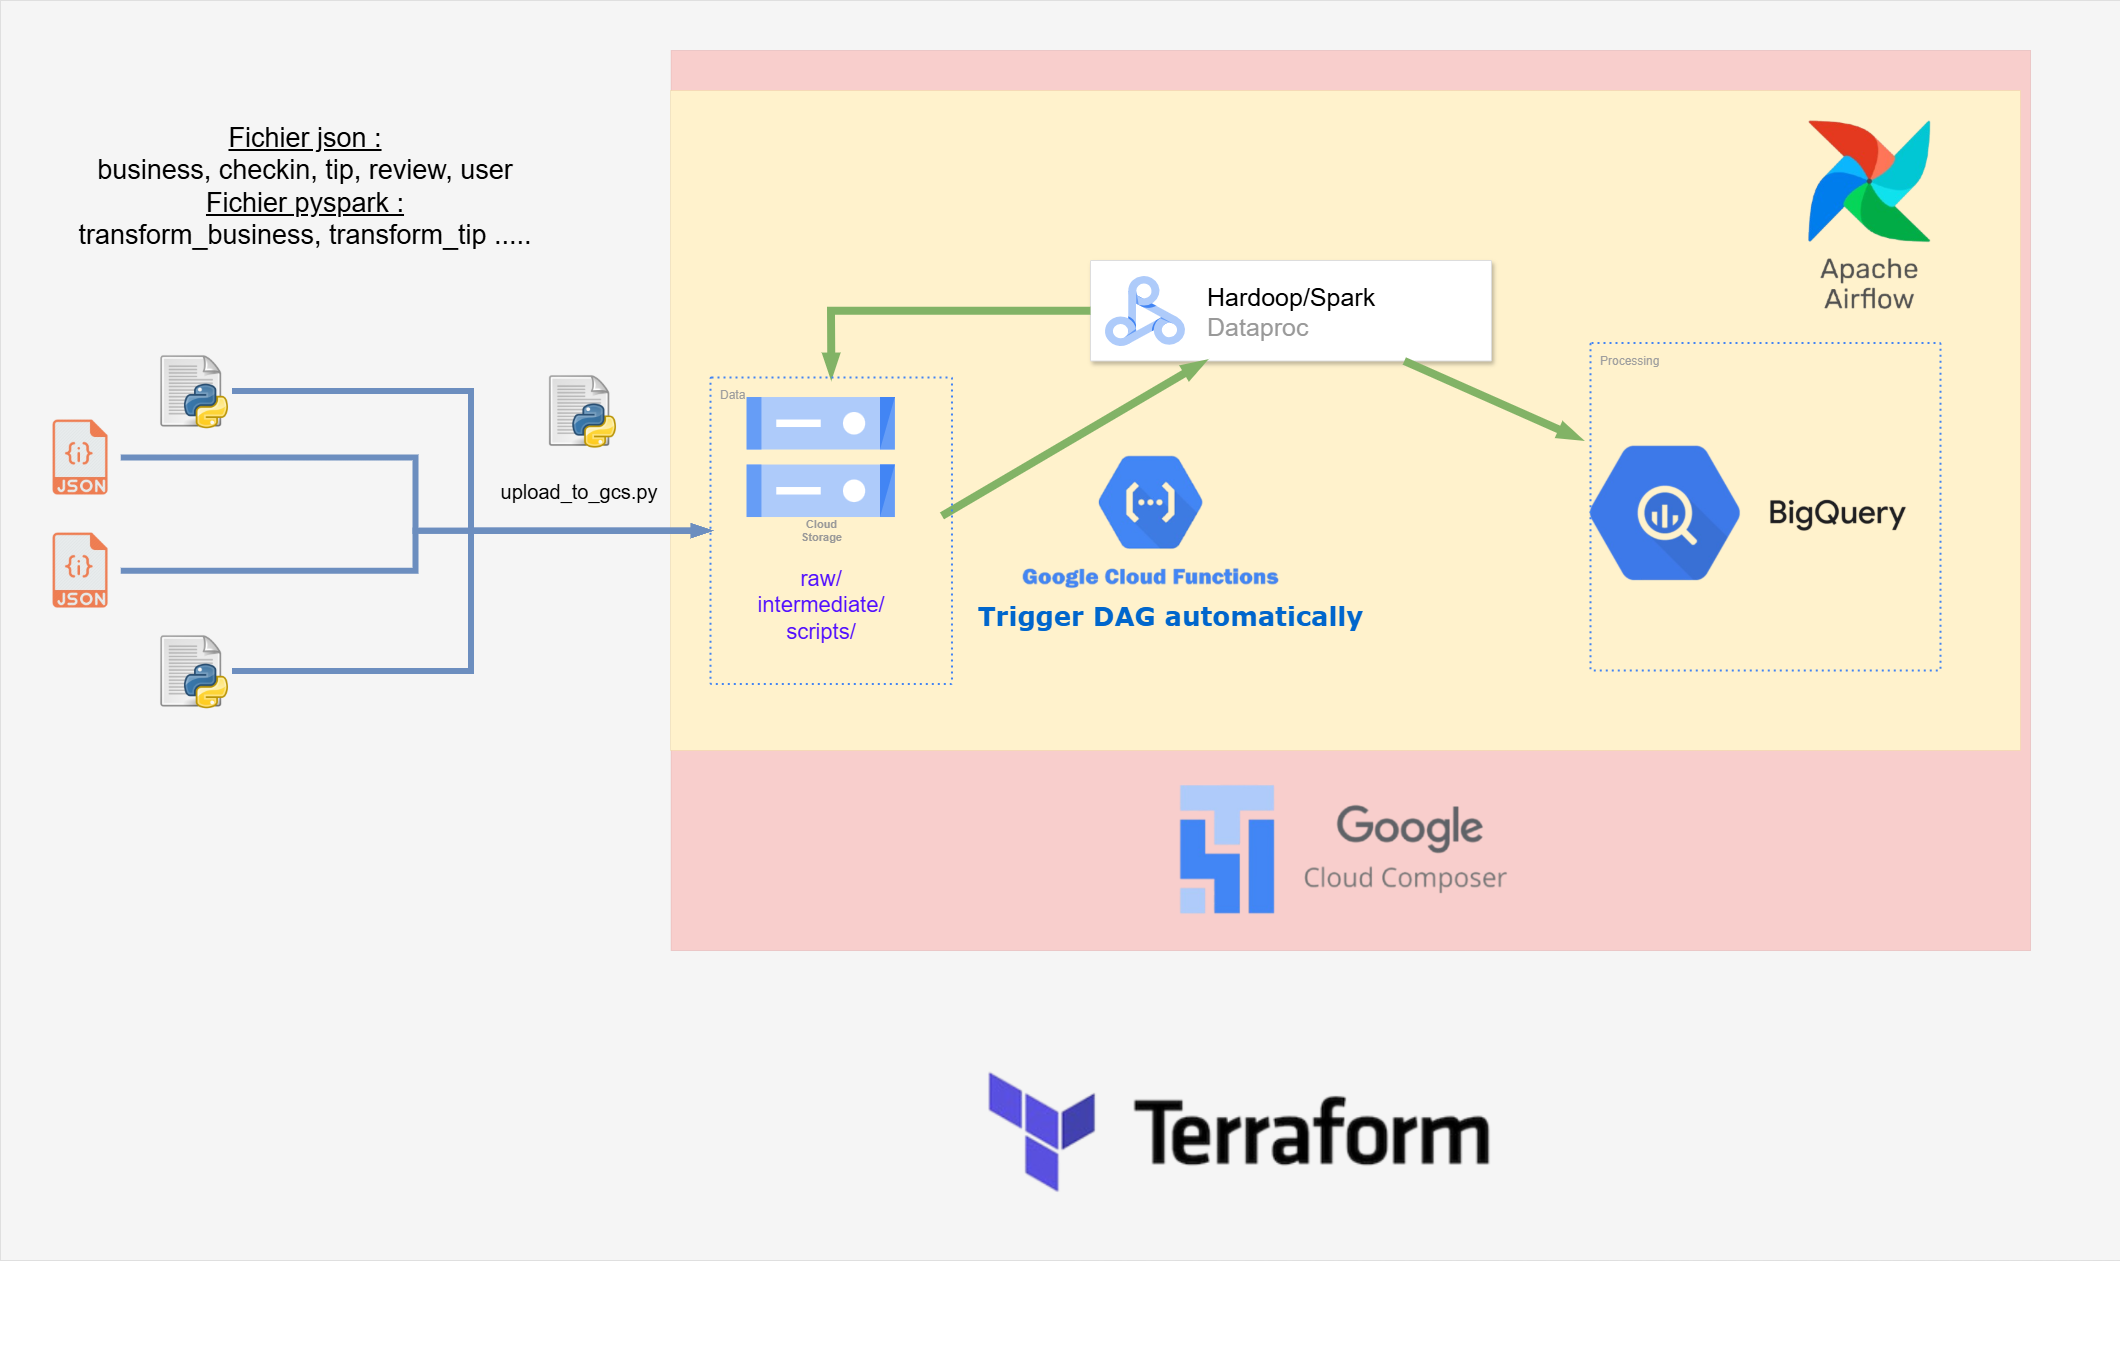 Fichier json :
business, checkin, tip, review, user
Fichier pyspark :
transform_business, transform_tip .....
{i}
JSON
{i}
JSON
upload_to_gcs.py
Data
Cloud
Storage
raw/
intermediate/
scripts/
Hardoop/Spark
Dataproc
Google Cloud Functions
Trigger DAG automatically
Apache
Airflow
Processing
BigQuery
Google
Cloud Composer
Terraform